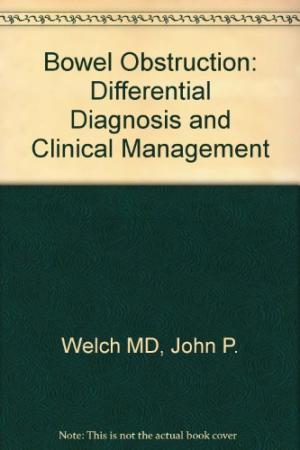 Bowel Obstruction:
Differential
Diagnosis and
Clinical Management
Welch MD, John P.
Note: This is not the actual book cover